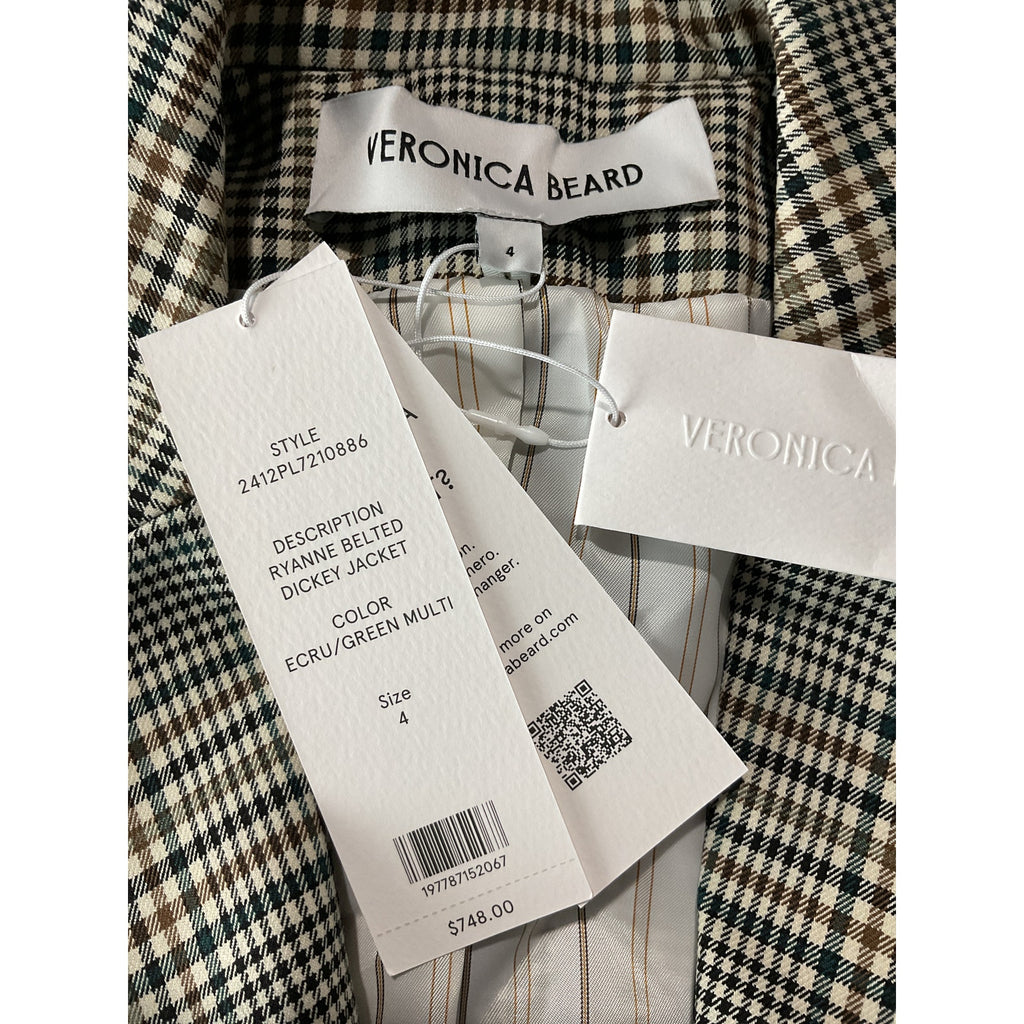 VERONICA BEARD
4
VERONICA
STYLE
2412PL7210886
DESCRIPTION
RYANNE BELTED
DICKEY JACKET
COLOR
ECRU/GREEN MULTI
Size
4
197787152067
$748.00
hanger.
more on
abeard.com